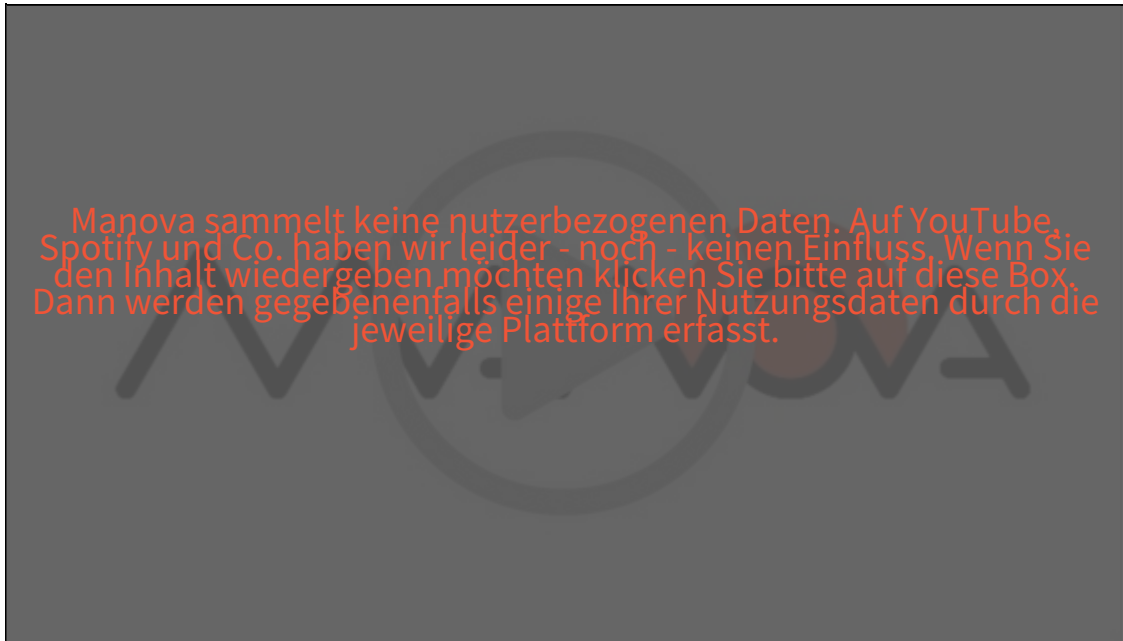 Manova sammelt keine nutzerbezogenen Daten. Auf YouTube,
Spotify und Co. haben wir leider - noch - keinen Einfluss. Wenn Sie
den Inhalt wiedergeben möchten klicken Sie bitte auf diese Box.
Dann werden gegebenenfalls einige Ihrer Nutzungsdaten durch die
jeweilige Plattform erfasst.
MANOVA